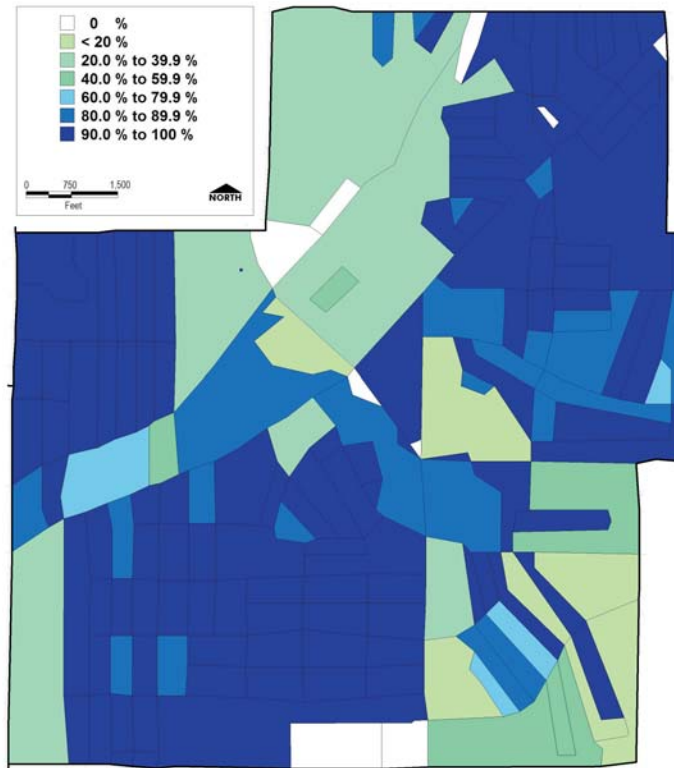 0 %
< 20 %
20.0 % to 39.9 %
40.0 % to 59.9 %
60.0 % to 79.9 %
80.0 % to 89.9 %
90.0 % to 100 %
0 750 1,500
Feet
NORTH